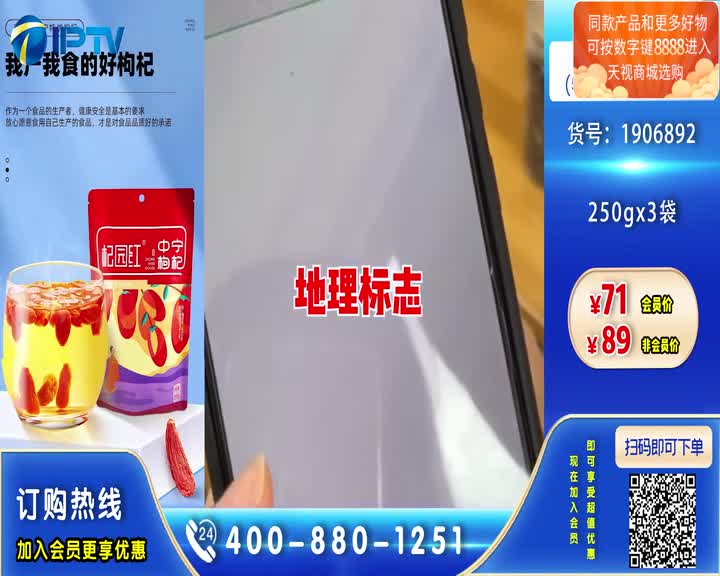 IPTV
我产我食的好枸杞
作为一个食品的生产者，健康安全是基本的要求
放心愿意食用自己生产的食品，才是对食品品质好的承诺
杞园红
中宁
枸杞
地理标志
同款产品和更多好物
可按数字键8888进入
天视商城选购
货号：1906892
250gx3袋
¥71 会员价
¥89 非会员价
订购热线
加入会员更享优惠
24
400-880-1251
现在加入会员
即可享受超值优惠
扫码即可下单